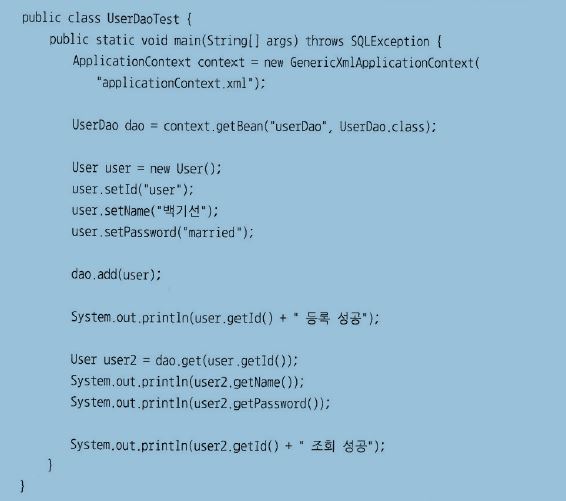 public class UserDaoTest {
    public static void main(String[] args) throws SQLException {
        ApplicationContext context = new GenericXmlApplicationContext(
            "applicationContext.xml");

        UserDao dao = context.getBean("userDao", UserDao.class);

        User user = new User();
        user.setId("user");
        user.setName("백기선");
        user.setPassword("married");

        dao.add(user);

        System.out.println(user.getId() + " 등록 성공");

        User user2 = dao.get(user.getId());
        System.out.println(user2.getName());
        System.out.println(user2.getPassword());

        System.out.println(user2.getId() + " 조회 성공");
    }
}